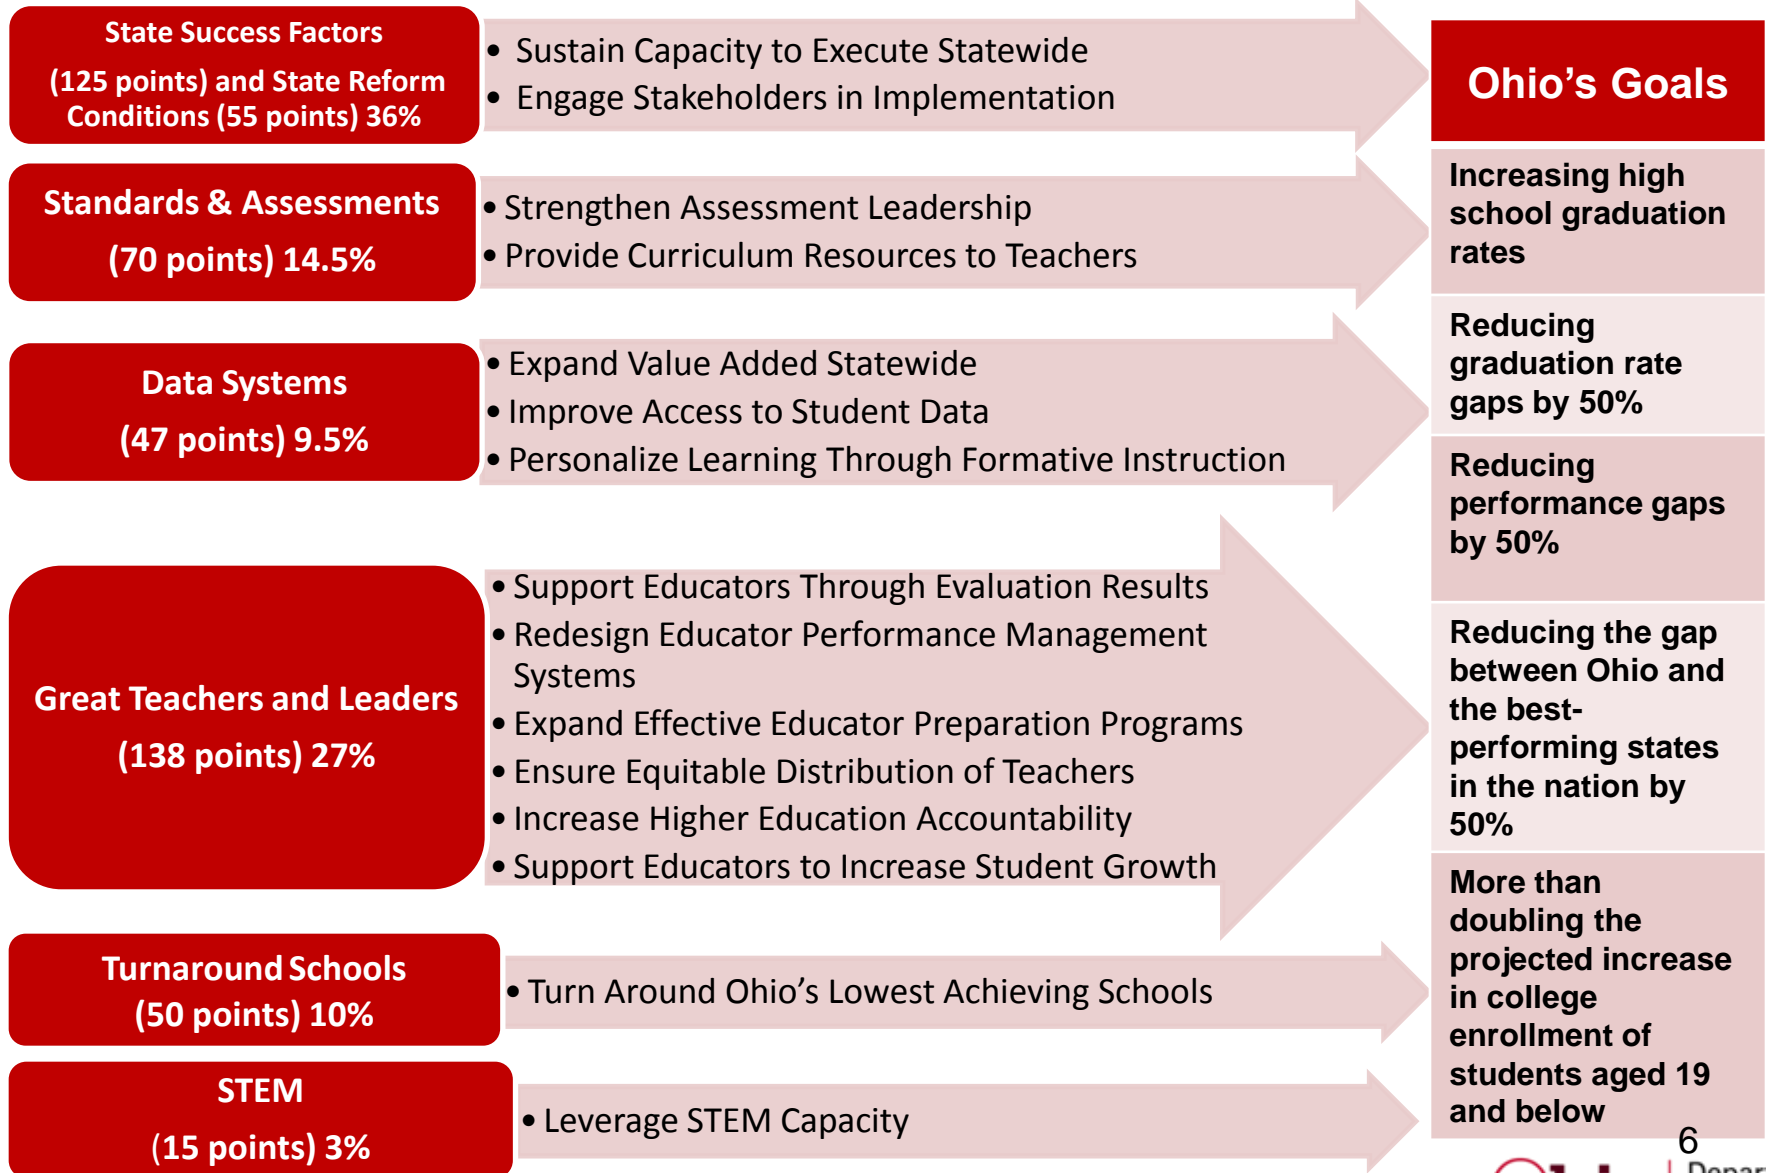 State Success Factors
(125 points) and State Reform
Conditions (55 points) 36%
• Sustain Capacity to Execute Statewide
• Engage Stakeholders in Implementation
Standards & Assessments
(70 points) 14.5%
• Strengthen Assessment Leadership
• Provide Curriculum Resources to Teachers
Data Systems
(47 points) 9.5%
• Expand Value Added Statewide
• Improve Access to Student Data
• Personalize Learning Through Formative Instruction
Great Teachers and Leaders
(138 points) 27%
• Support Educators Through Evaluation Results
• Redesign Educator Performance Management
Systems
• Expand Effective Educator Preparation Programs
• Ensure Equitable Distribution of Teachers
• Increase Higher Education Accountability
• Support Educators to Increase Student Growth
Turnaround Schools
(50 points) 10%
• Turn Around Ohio's Lowest Achieving Schools
STEM
(15 points) 3%
• Leverage STEM Capacity
Ohio's Goals
Increasing high
school graduation
rates
Reducing
graduation rate
gaps by 50%
Reducing
performance gaps
by 50%
Reducing the gap
between Ohio and
the best-
performing states
in the nation by
50%
More than
doubling the
projected increase
in college
enrollment of
students aged 19
and below
6